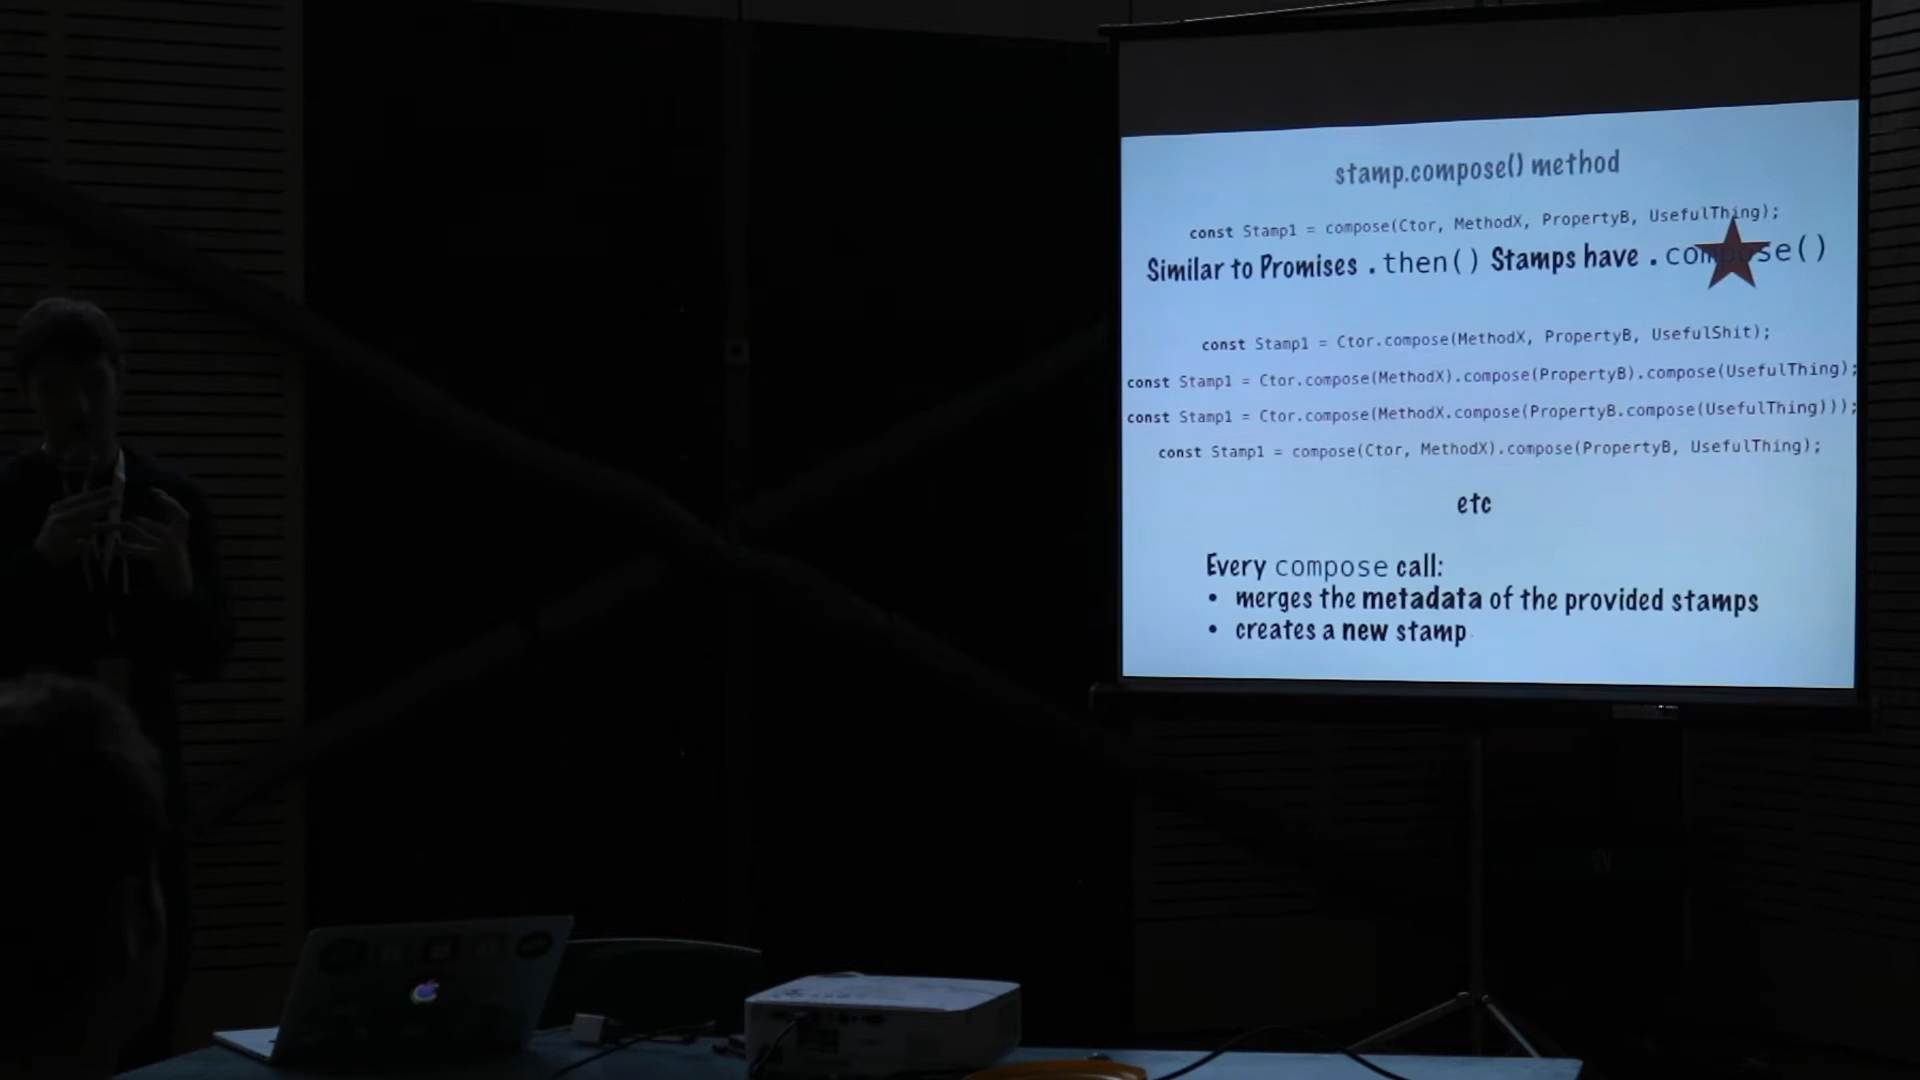 stamp.compose() method
const Stamp1 = compose(Ctor, MethodX, PropertyB, UsefulThing);
Similar to Promises .then() Stamps have .compose()
const Stamp1 = Ctor.compose(MethodX, PropertyB, UsefulShit);
const Stamp1 = Ctor.compose(MethodX).compose(PropertyB).compose(UsefulThing);
const Stamp1 = Ctor.compose(MethodX.compose(PropertyB.compose(UsefulThing)));
const Stamp1 = compose(Ctor, MethodX).compose(PropertyB, UsefulThing);
etc
Every compose call:
• merges the metadata of the provided stamps
• creates a new stamp